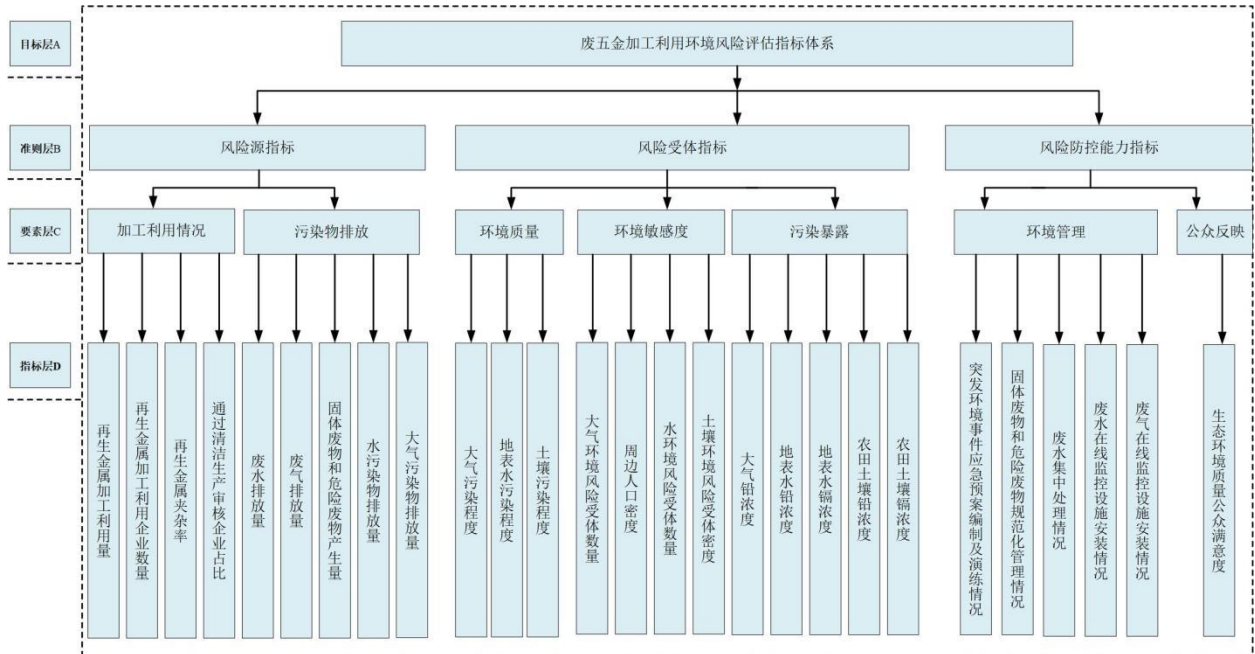 目标层A
废五金加工利用环境风险评估指标体系
准则层B
风险源指标
风险受体指标
风险防控能力指标
要素层C
加工利用情况
污染物排放
环境质量
环境敏感度
污染暴露
环境管理
公众反映
指标层D
再生金属加工利用量
再生金属加工利用企业数量
再生金属夹杂率
通过清洁生产审核企业占比
废水排放量
废气排放量
固体废物和危险废物产生量
水污染物排放量
大气污染物排放量
大气污染程度
地表水污染程度
土壤污染程度
大气环境风险受体数量
周边人口密度
水环境风险受体数量
土壤环境风险受体密度
大气铅浓度
地表水铅浓度
地表水镉浓度
农田土壤铅浓度
农田土壤镉浓度
突发环境事件应急预案编制及演练情况
固体废物和危险废物规范化管理情况
废水集中处理情况
废水在线监控设施安装情况
废气在线监控设施安装情况
生态环境质量公众满意度